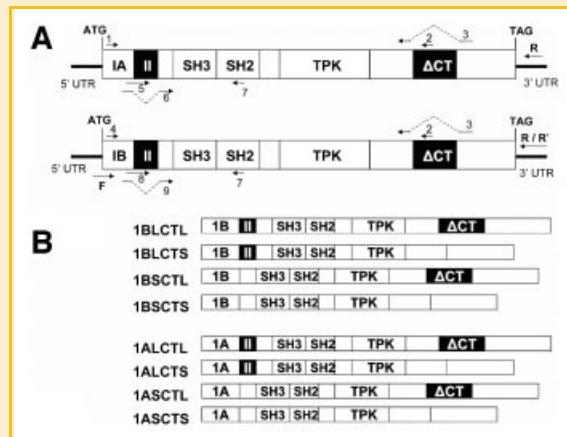 A
ATG
TAG
1
2
3
R
IA II SH3 SH2 TPK ΔCT
5' UTR
5
6
7
3' UTR
ATG
TAG
4
2
3
R / R'
IB II SH3 SH2 TPK ΔCT
5' UTR
F
8
9
7
3' UTR
B
1BLCTL 1B II SH3 SH2 TPK ΔCT
1BLCTS 1B II SH3 SH2 TPK
1BSCTL 1B SH3 SH2 TPK ΔCT
1BSCTS 1B SH3 SH2 TPK
1ALCTL 1A II SH3 SH2 TPK ΔCT
1ALCTS 1A II SH3 SH2 TPK
1ASCTL 1A SH3 SH2 TPK ΔCT
1ASCTS 1A SH3 SH2 TPK